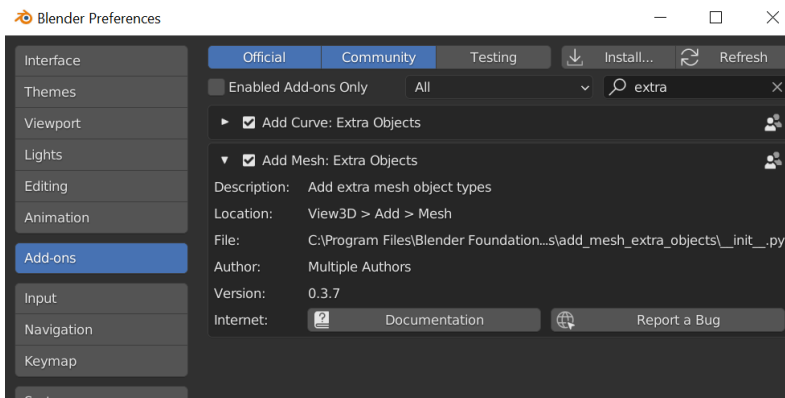 Blender Preferences
Interface
Themes
Viewport
Lights
Editing
Animation
Add-ons
Input
Navigation
Keymap
Official Community Testing Install... Refresh
Enabled Add-ons Only All extra
Add Curve: Extra Objects
Add Mesh: Extra Objects
Description: Add extra mesh object types
Location: View3D > Add > Mesh
File: C:\Program Files\Blender Foundation...s\add_mesh_extra_objects\__init__.py
Author: Multiple Authors
Version: 0.3.7
Internet: Documentation Report a Bug